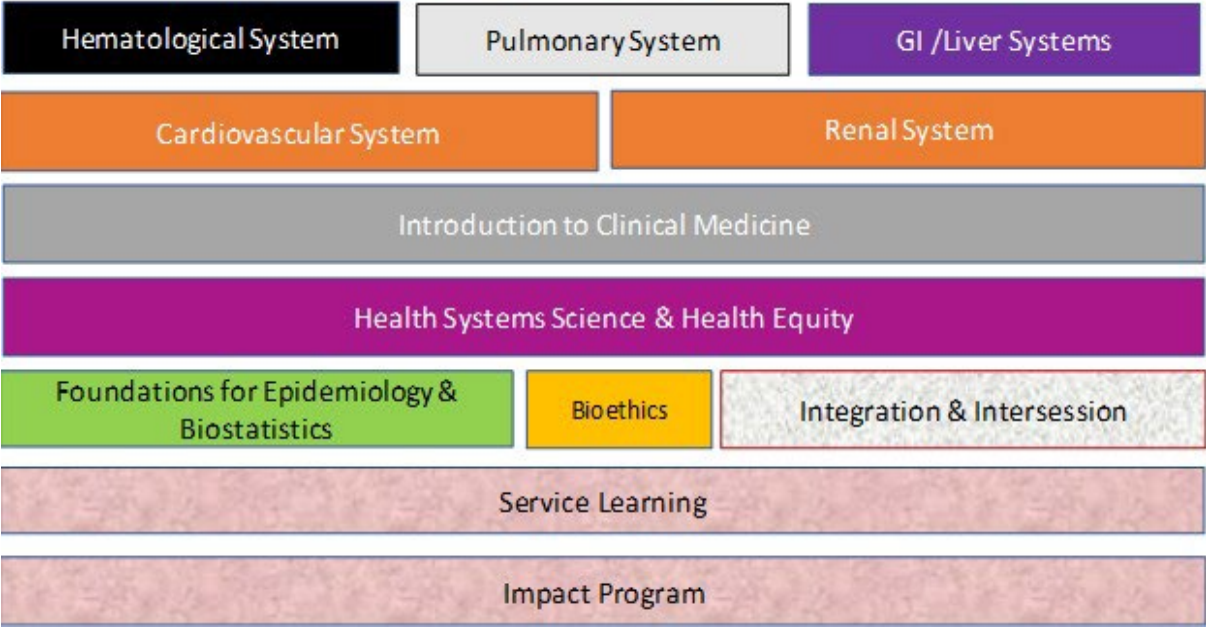 Hematological System
Pulmonary System
GI /Liver Systems
Cardiovascular System
Renal System
Introduction to Clinical Medicine
Health Systems Science & Health Equity
Foundations for Epidemiology &
Biostatistics
Bioethics
Integration & Intersession
Service Learning
Impact Program